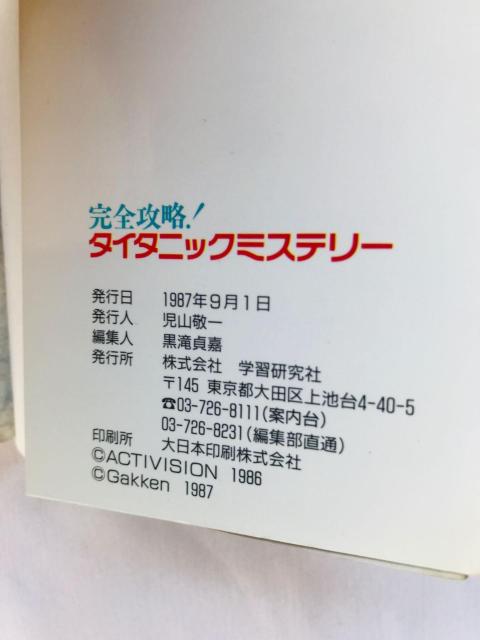 完全攻略!
タイタニックミステリー
発行日 1987年9月1日
発行人 児山敬一
編集人 黒滝貞嘉
発行所 株式会社 学習研究社
〒145 東京都大田区上池台4-40-5
☎03-726-8111(案内台)
03-726-8231(編集部直通)
印刷所 大日本印刷株式会社
©ACTIVISION 1986
©Gakken 1987